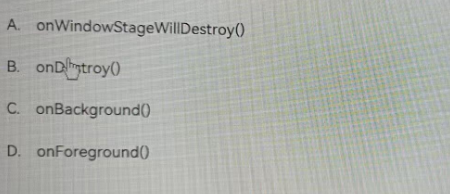 A. onWindowStageWillDestroy()
B.
C. onBackground()
D. onForeground()